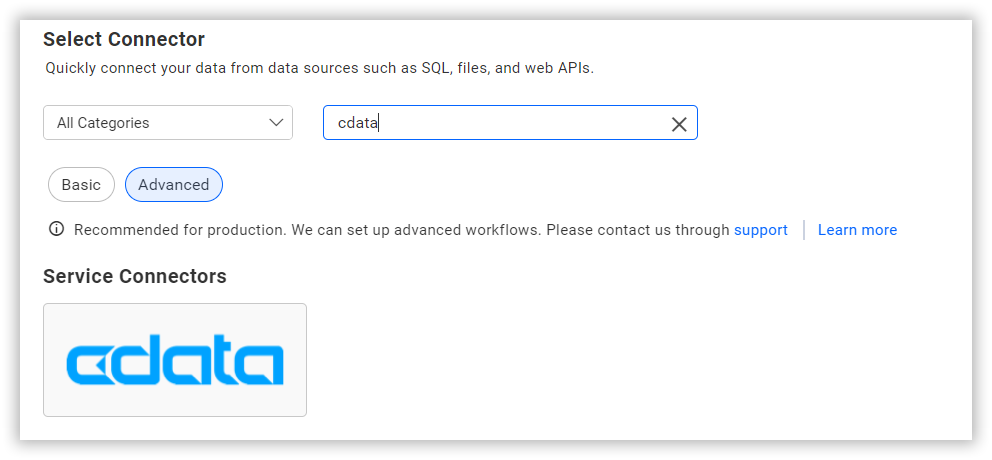 Select Connector
Quickly connect your data from data sources such as SQL, files, and web APIs.
All Categories
cdata
Basic
Advanced
Recommended for production. We can set up advanced workflows. Please contact us through support
Learn more
Service Connectors
cdata